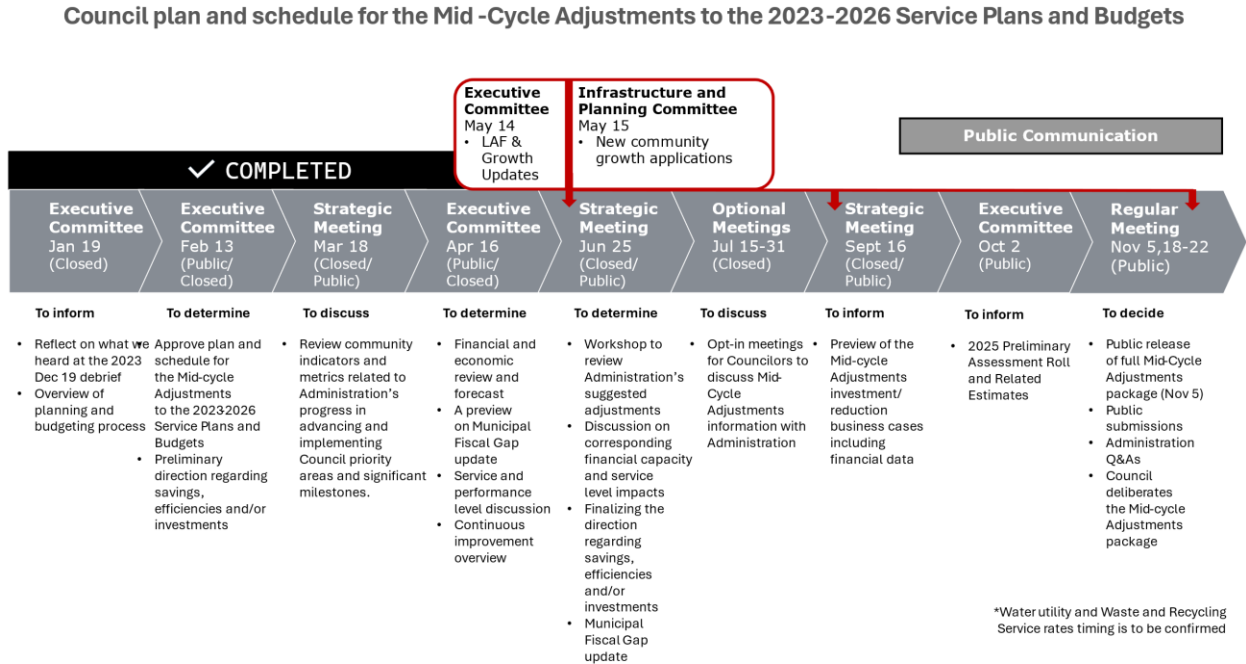 Council plan and schedule for the Mid -Cycle Adjustments to the 2023-2026 Service Plans and Budgets
Executive
Committee
May 14
• LAF &
Growth
Updates
Infrastructure and
Planning Committee
May 15
• New community
growth applications
Public Communication
✓ COMPLETED
Executive
Committee
Jan 19
(Closed)
Executive
Committee
Feb 13
(Public/
Closed)
Strategic
Meeting
Mar 18
(Closed/
Public)
Executive
Committee
Apr 16
(Public/
Closed)
Strategic
Meeting
Jun 25
(Closed/
Public)
Optional
Meetings
Jul 15-31
(Closed)
Strategic
Meeting
Sept 16
(Closed/
Public)
Executive
Committee
Oct 2
(Public)
Regular
Meeting
Nov 5,18-22
(Public)
To inform
• Reflect on what we
heard at the 2023
Dec 19 debrief
• Overview of
planning and
budgeting process
To determine
• Approve plan and
schedule for
the Mid-cycle
Adjustments
to the 2023-2026
Service Plans and
Budgets
• Preliminary
direction regarding
savings,
efficiencies and/or
investments
To discuss
• Review community
indicators and
metrics related to
Administration's
progress in
advancing and
implementing
Council priority
areas and significant
milestones.
To determine
• Financial and
economic
review and
forecast
• A preview
on Municipal
Fiscal Gap
update
• Service and
performance
level discussion
• Continuous
improvement
overview
To determine
• Workshop to
review
Administration's
suggested
adjustments
• Discussion on
corresponding
financial capacity
and service
level impacts
• Finalizing the
direction
regarding
savings,
efficiencies
and/or
investments
• Municipal
Fiscal Gap
update
To discuss
• Opt-in meetings
for Councilors to
discuss Mid-
Cycle
Adjustments
information with
Administration
To inform
• Preview of the
Mid-cycle
Adjustments
investment/
reduction
business cases
including
financial data
To inform
• 2025 Preliminary
Assessment Roll
and Related
Estimates
To decide
• Public release
of full Mid-Cycle
Adjustments
package (Nov 5)
• Public
submissions
• Administration
Q&As
• Council
deliberates
the Mid-cycle
Adjustments
package
*Water utility and Waste and Recycling
Service rates timing is to be confirmed